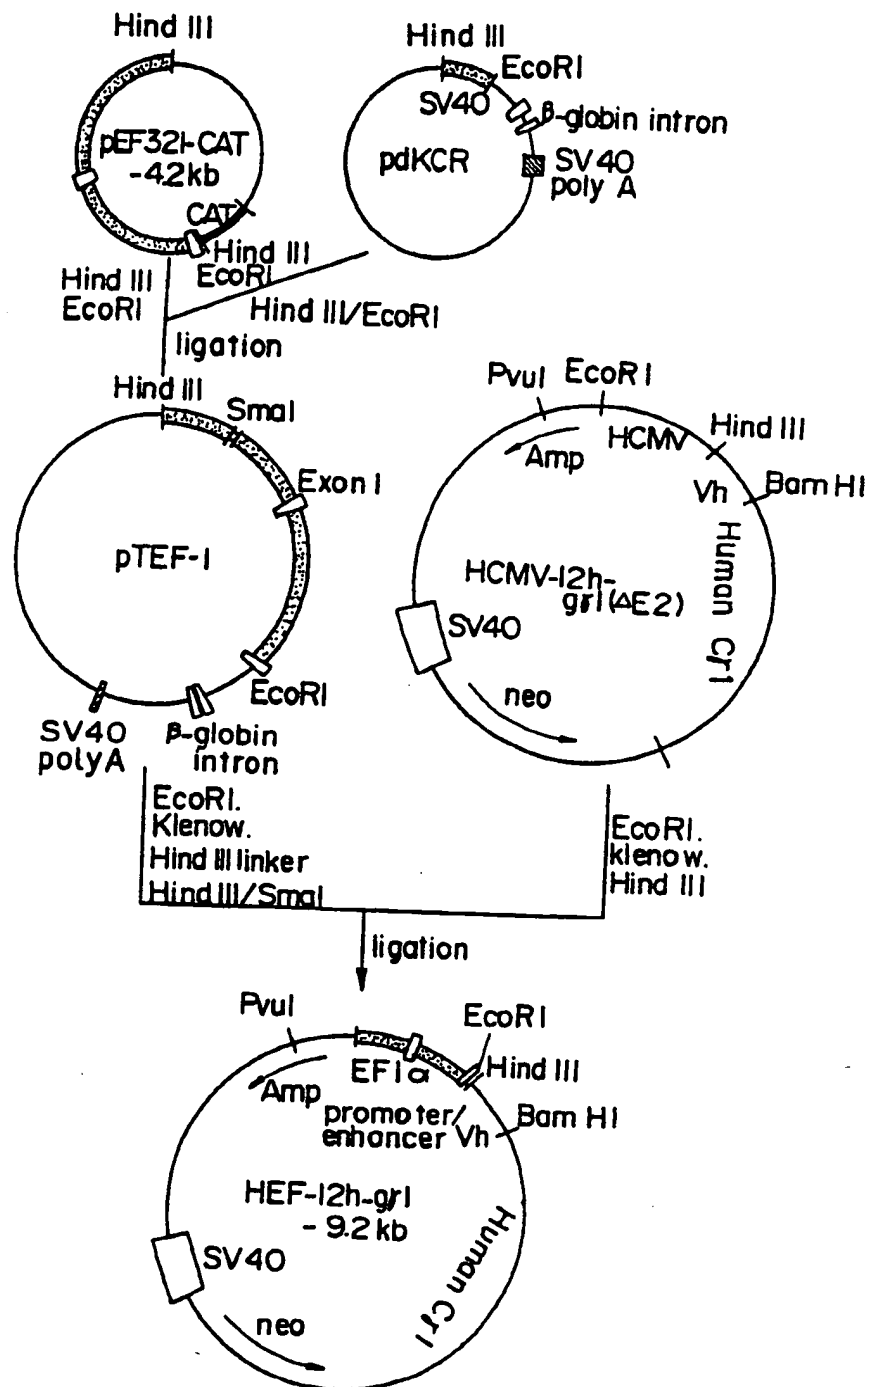 Hind III
pEF321-CAT
-4.2kb
CAT
Hind III
EcoRI
Hind III
EcoRI
SV40
β-globin intron
pdKCR
SV40
poly A
Hind III
EcoRI
Hind III/EcoRI
ligation
Hind III
SmaI
Exon I
pTEF-1
EcoRI
SV40
polyA
β-globin
intron
PvuI
EcoRI
HCMV
Hind III
Amp
Vh
Bam HI
Human Cγ1
HCMV-12h-
gγ1(ΔE2)
SV40
neo
EcoRI.
Klenow.
Hind III linker
Hind III/SmaI
EcoRI.
klenow.
Hind III
ligation
PvuI
EcoRI
EF1α
Hind III
Amp
promoter/
enhancer
Vh
Bam HI
HEF-12h-gγ1
- 9.2 kb
Human Cγ1
SV40
neo